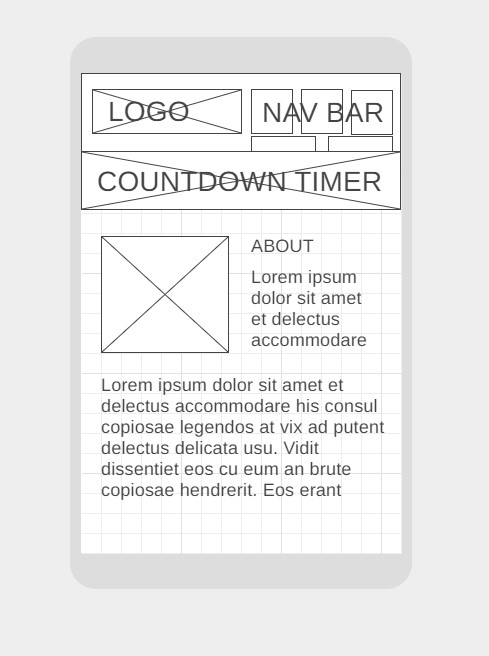 LOGO
NAV BAR
COUNTDOWN TIMER
ABOUT
Lorem ipsum
dolor sit amet
et delectus
accommodare
Lorem ipsum dolor sit amet et
delectus accommodare his consul
copiosae legendos at vix ad putent
delectus delicata usu. Vidit
dissentiet eos cu eum an brute
copiosae hendrerit. Eos erant